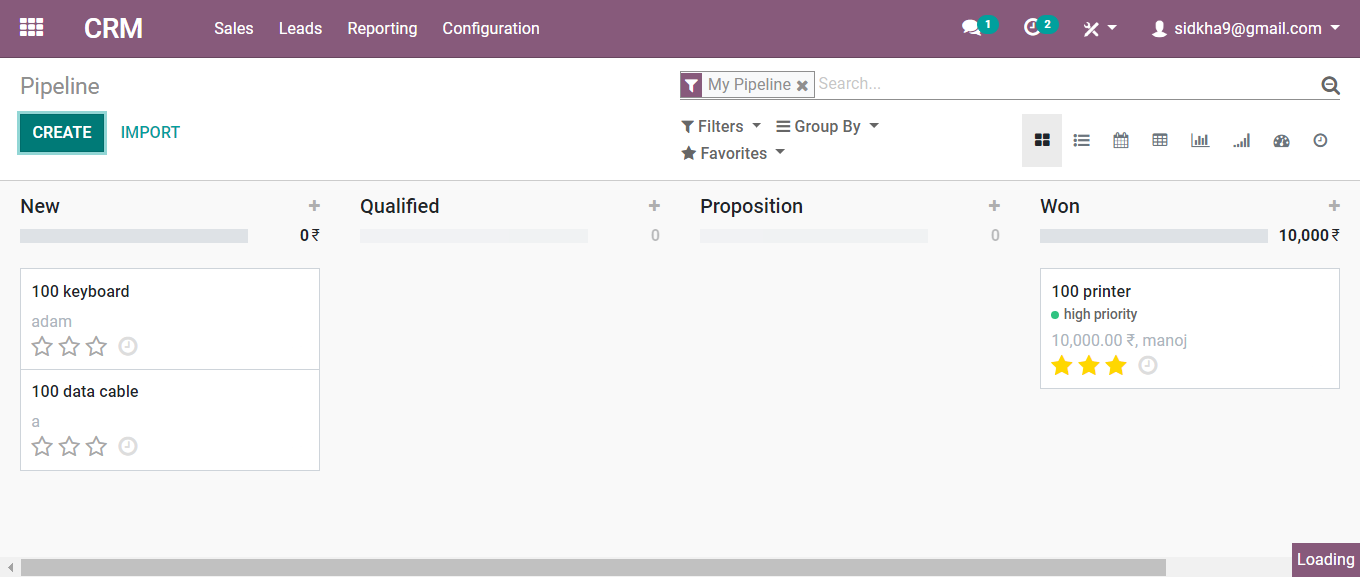 CRM Sales Leads Reporting Configuration 1 2 sidkha9@gmail.com
Pipeline
My Pipeline Search...
CREATE IMPORT
Filters Group By
Favorites
New
0 ₹
100 keyboard
adam
100 data cable
a
Qualified
0
Proposition
0
Won
10,000 ₹
100 printer
high priority
10,000.00 ₹, manoj
Loading